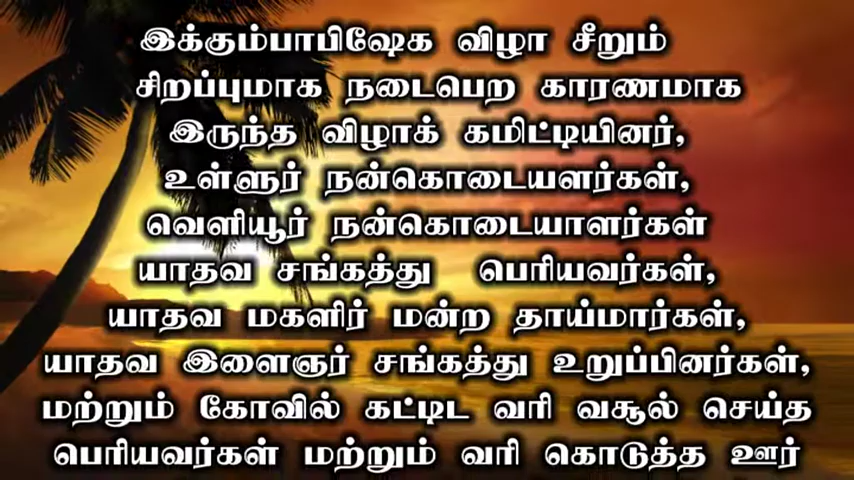 இக்கும்பாபிஷேக விழா சீறும்
சிறப்புமாக நடைபெற காரணமாக
இருந்த விழாக் கமிட்டியினர்,
உள்ளுர் நன்கொடையளர்கள்,
வெளியூர் நன்கொடையாளர்கள்
யாதவ சங்கத்து பெரியவர்கள்,
யாதவ மகளிர் மன்ற தாய்மார்கள்,
யாதவ இளைஞர் சங்கத்து உறுப்பினர்கள்,
மற்றும் கோவில் கட்டிட வரி வசூல் செய்த
பெரியவர்கள் மற்றும் வரி கொடுத்த ஊர்